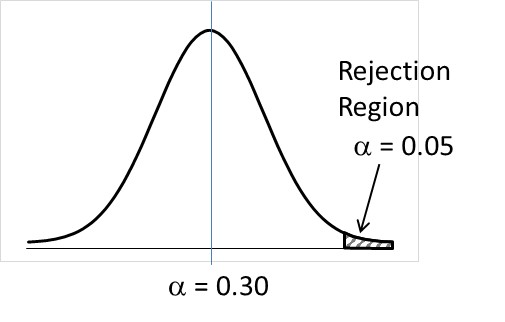 Rejection
Region
α = 0.05
α = 0.30